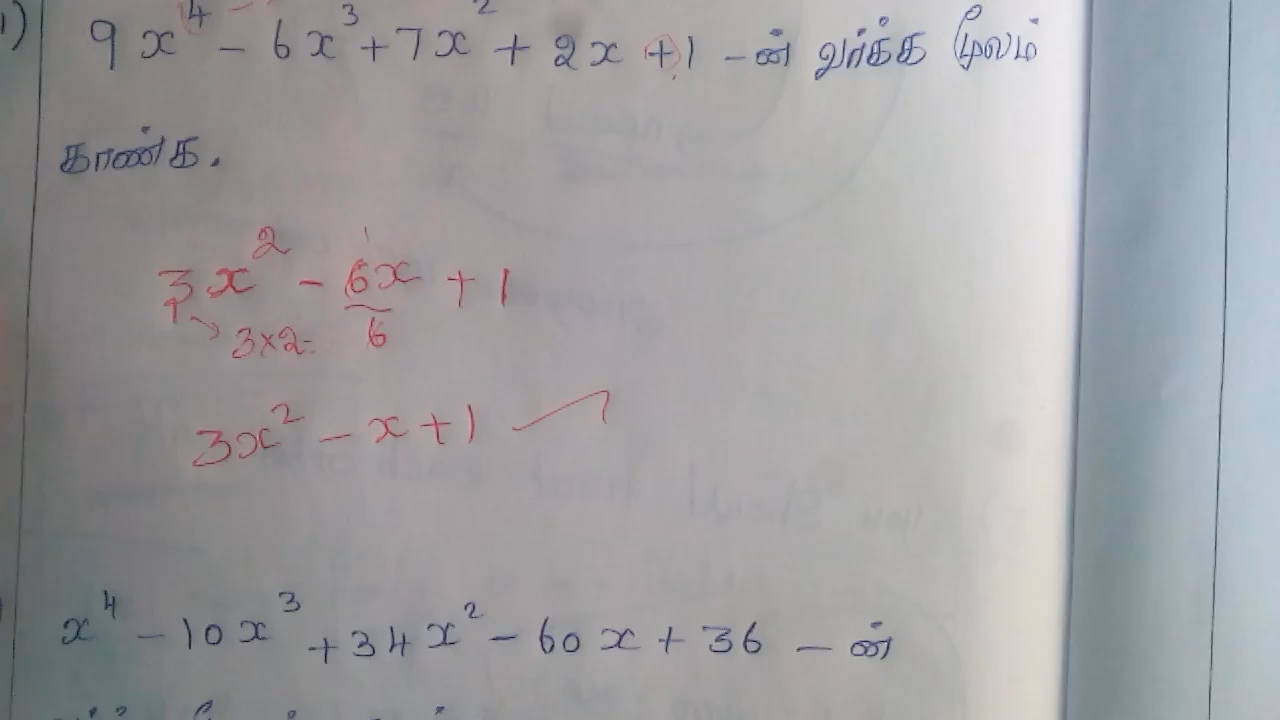 1) 9x⁴ - 6x³ + 7x² + 2x + 1 - ன் வர்க்க மூலம்
காண்க.
3x² - 6x/6 + 1
3×2=
3x² - x + 1
x⁴ - 10x³ + 34x² - 60x + 36 - ன்